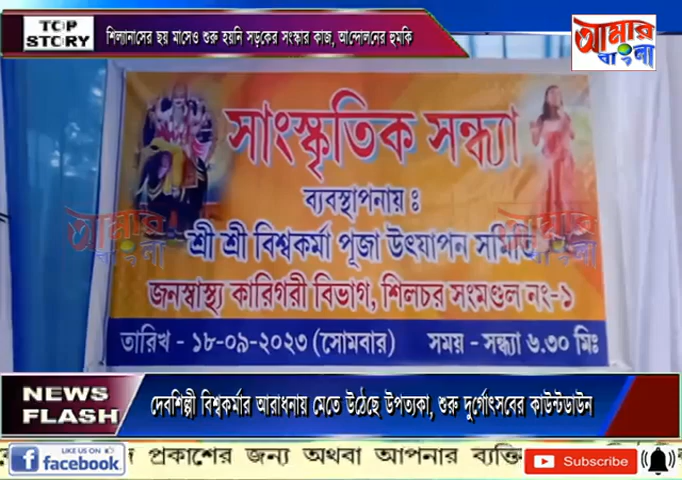 TOP STORY
শিল্যানাসের ছয় মাসেও শুরু হয়নি সড়কের সংস্কার কাজ, আন্দোলনের হুমকি
আমার বাংলা
সাংস্কৃতিক সন্ধ্যা
ব্যবস্থাপনায় :
আমার বাংলা
আমার বাংলা
শ্রী শ্রী বিশ্বকর্মা পূজা উৎযাপন সমিতি
জনস্বাস্থ্য কারিগরী বিভাগ, শিলচর সংমণ্ডল নং-১
তারিখ - ১৮-০৯-২০২৩ (সোমবার) সময় - সন্ধ্যা ৬.৩০ মিঃ
NEWS FLASH
দেবশিল্পী বিশ্বকর্মার আরাধনায় মেতে উঠেছে উপত্যকা, শুরু দুর্গোৎসবের কাউন্টডাউন
LIKE US ON
facebook
প্রকাশের জন্য অথবা আপনার
Subscribe